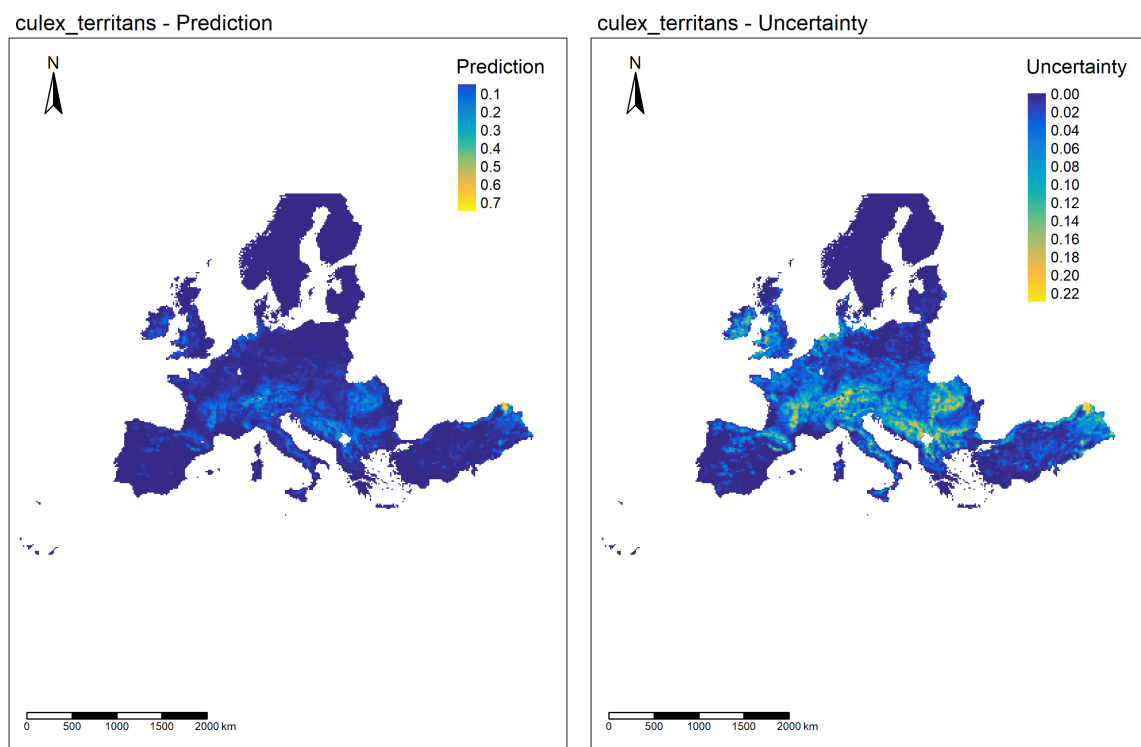 culex_territans - Prediction
N
Prediction
0.1
0.2
0.3
0.4
0.5
0.6
0.7
0 500 1000 1500 2000 km
culex_territans - Uncertainty
N
Uncertainty
0.00
0.02
0.04
0.06
0.08
0.10
0.12
0.14
0.16
0.18
0.20
0.22
0 500 1000 1500 2000 km